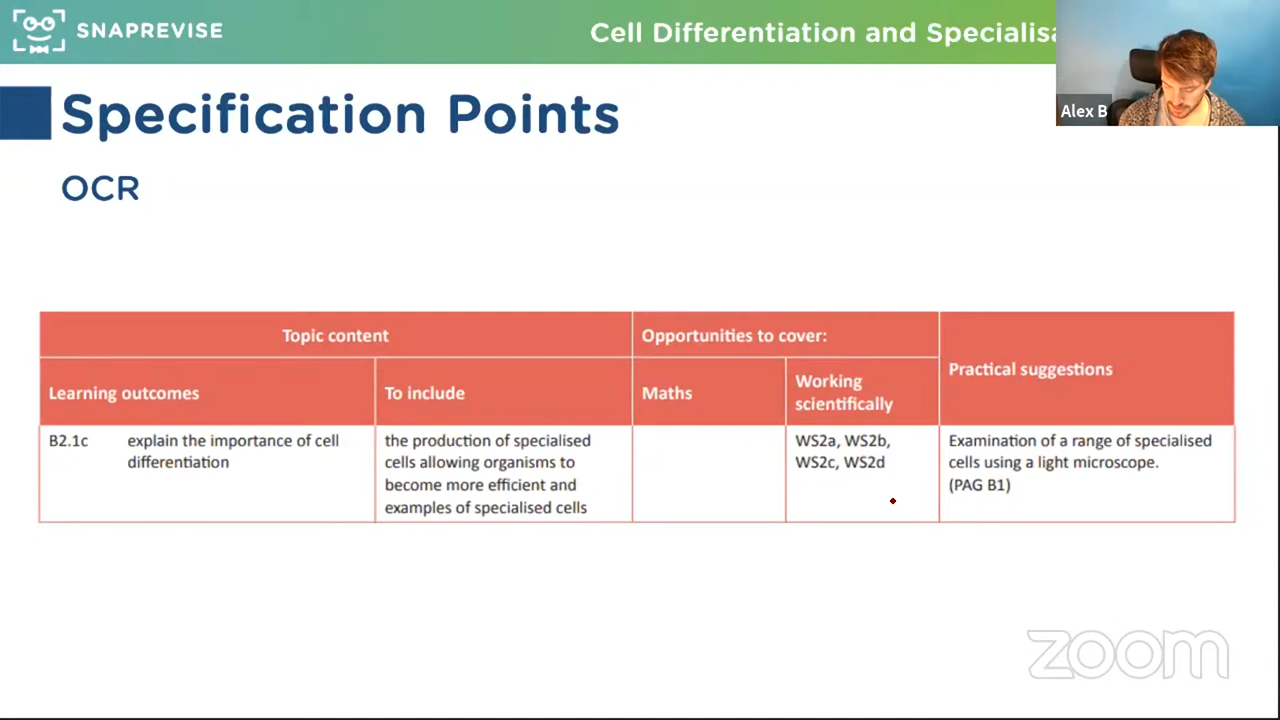 SNAPREVISE
Cell Differentiation and Specialisa
Alex B
Specification Points
OCR
Topic content
Opportunities to cover:
Practical suggestions
Learning outcomes
To include
Maths
Working
scientifically
B2.1c
explain the importance of cell
differentiation
the production of specialised
cells allowing organisms to
become more efficient and
examples of specialised cells
WS2a, WS2b,
WS2c, WS2d
Examination of a range of specialised
cells using a light microscope.
(PAG B1)
zoom